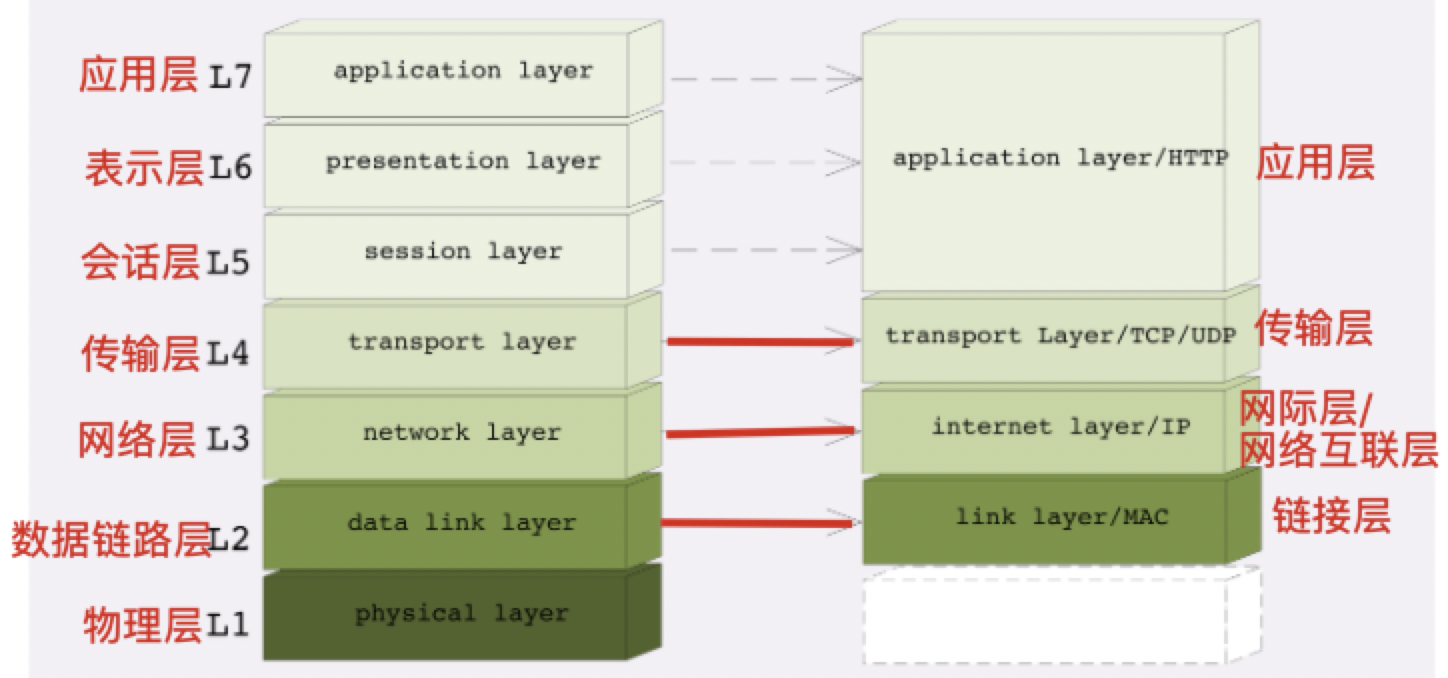 应用层 L7 application layer
表示层 L6 presentation layer
application layer/HTTP 应用层
会话层 L5 session layer
传输层 L4 transport layer
transport Layer/TCP/UDP 传输层
网络层 L3 network layer
internet layer/IP
网际层/
网络互联层
数据链路层 L2 data link layer
link layer/MAC 链接层
物理层 L1 physical layer